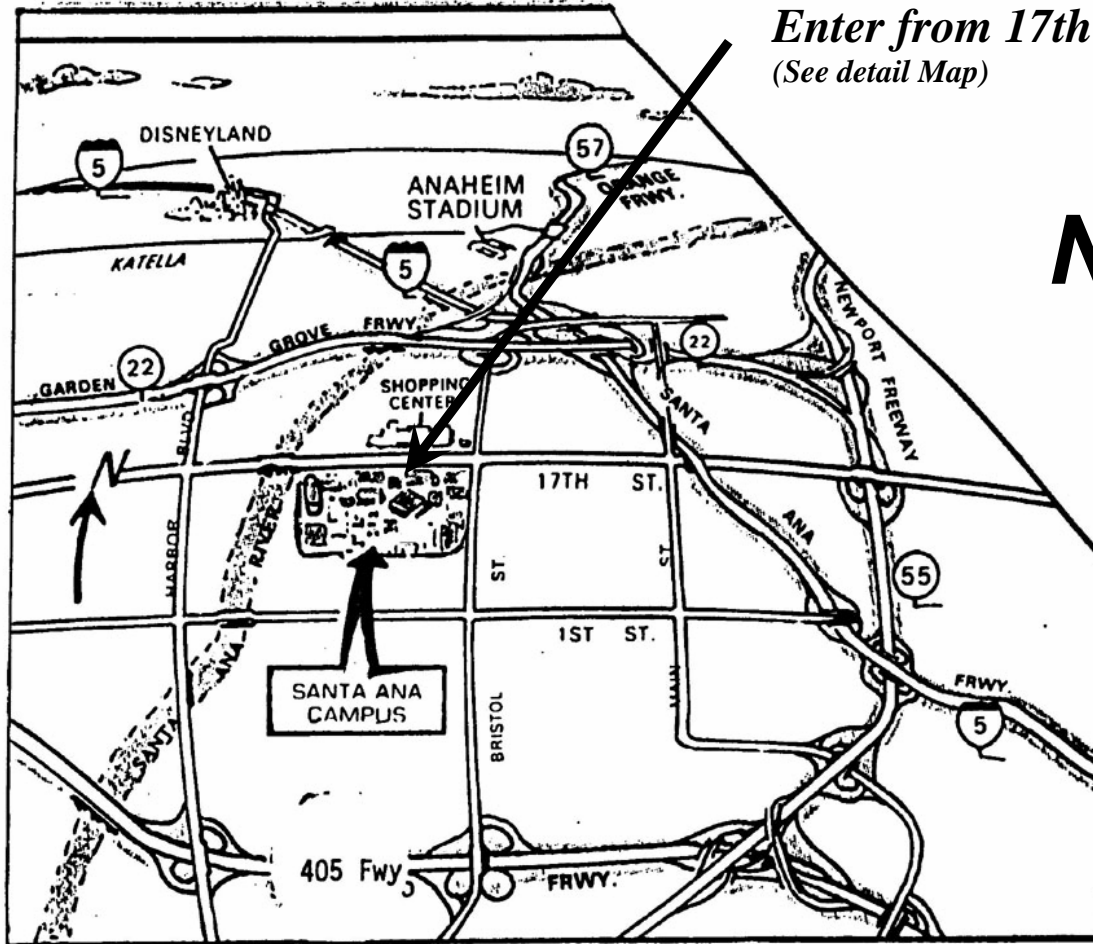 Enter from 17th
(See detail Map)
DISNEYLAND
5
57
ORANGE
FRWY.
ANAHEIM
STADIUM
N
KATELLA
5
NEWPORT FREEWAY
GARDEN
22
GROVE
FRWY
22
SHOPPING
CENTER
SANTA
N
BLVD
17TH ST.
HARBOR
RIVER
ANA
ST.
ST
55
ANA
1ST ST.
SANTA ANA
CAMPUS
MAIN
FRWY.
5
SANTA
BRISTOL
405 Fwy
FRWY.